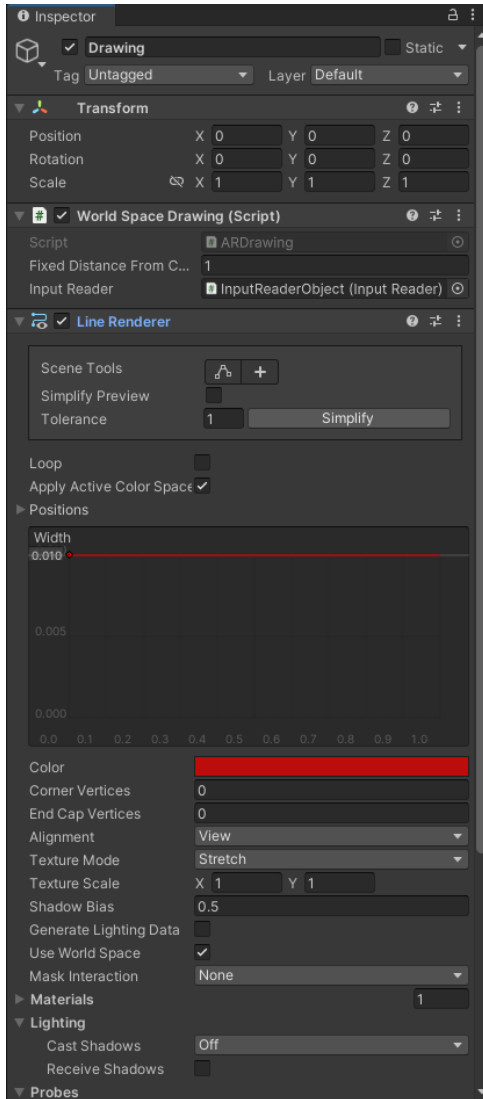 Inspector
Drawing Static
Tag Untagged Layer Default
Transform
Position X 0 Y 0 Z 0
Rotation X 0 Y 0 Z 0
Scale X 1 Y 1 Z 1
# World Space Drawing (Script)
Script # ARDrawing
Fixed Distance From C... 1
Input Reader # InputReaderObject (Input Reader)
Line Renderer
Scene Tools
Simplify Preview
Tolerance 1 Simplify
Loop
Apply Active Color Space
Positions
Width
0.010
0.005
0.000
0.0 0.1 0.2 0.3 0.4 0.5 0.6 0.7 0.8 0.9 1.0
Color
Corner Vertices 0
End Cap Vertices 0
Alignment View
Texture Mode Stretch
Texture Scale X 1 Y 1
Shadow Bias 0.5
Generate Lighting Data
Use World Space
Mask Interaction None
Materials 1
Lighting
Cast Shadows Off
Receive Shadows
Probes